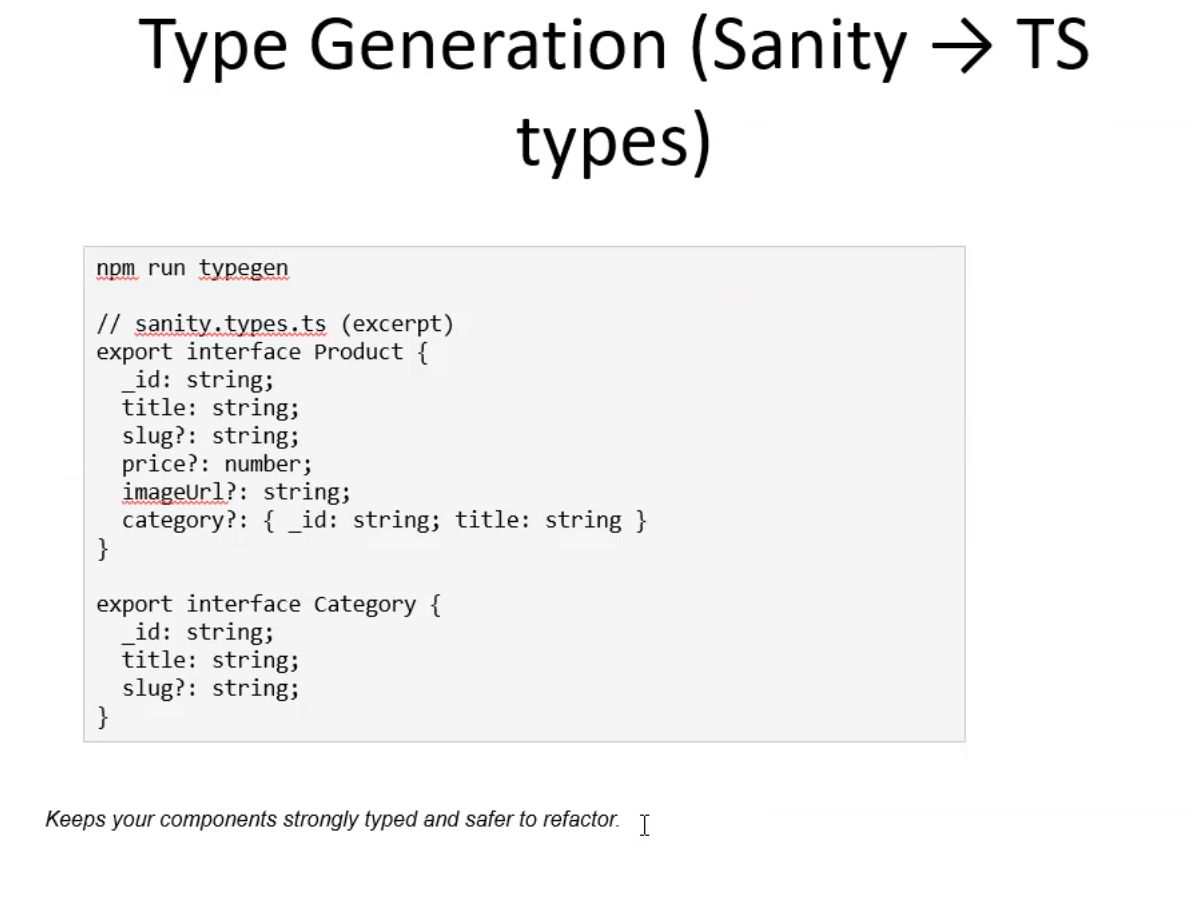 Type Generation (Sanity → TS
types)
npm run typegen
// sanity.types.ts (excerpt)
export interface Product {
  _id: string;
  title: string;
  slug?: string;
  price?: number;
  imageUrl?: string;
  category?: { _id: string; title: string }
}
export interface Category {
  _id: string;
  title: string;
  slug?: string;
}
Keeps your components strongly typed and safer to refactor.